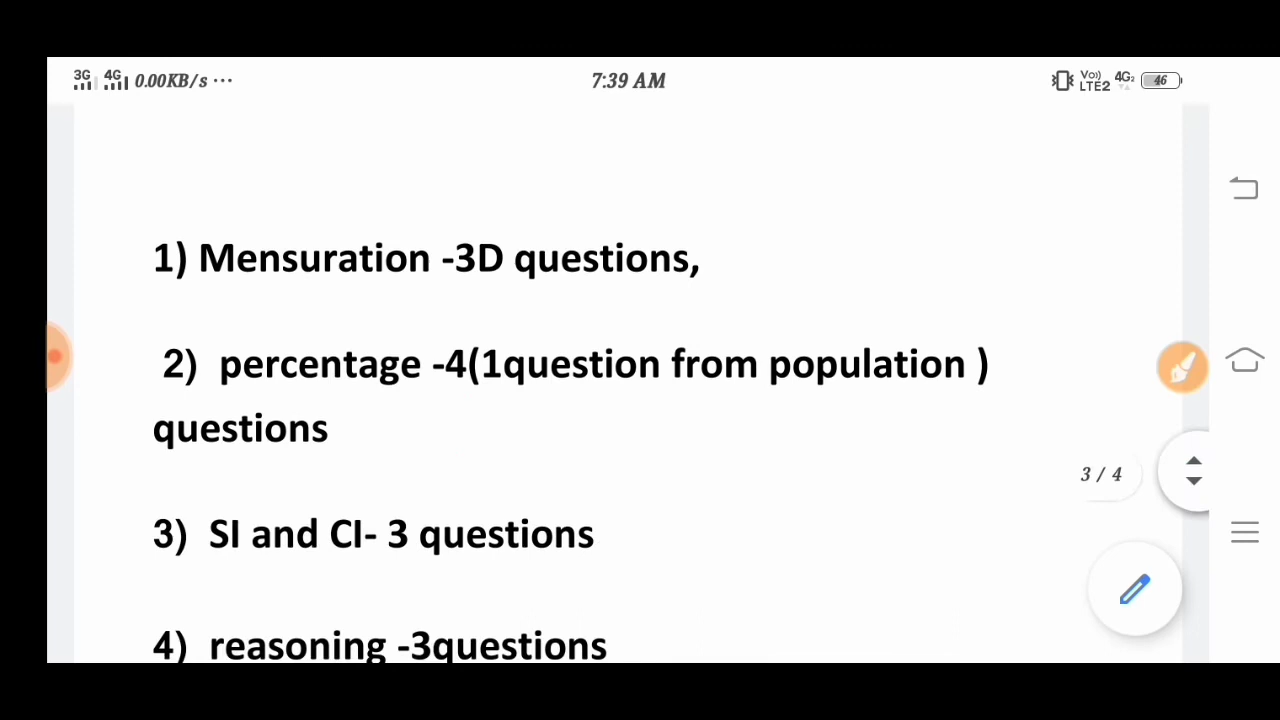 3G 4G 0.00KB/s ... 7:39 AM Vo)) LTE2 4G2 46
1) Mensuration -3D questions,
2) percentage -4(1question from population )
questions
3 / 4
3) SI and CI- 3 questions
4) reasoning -3questions